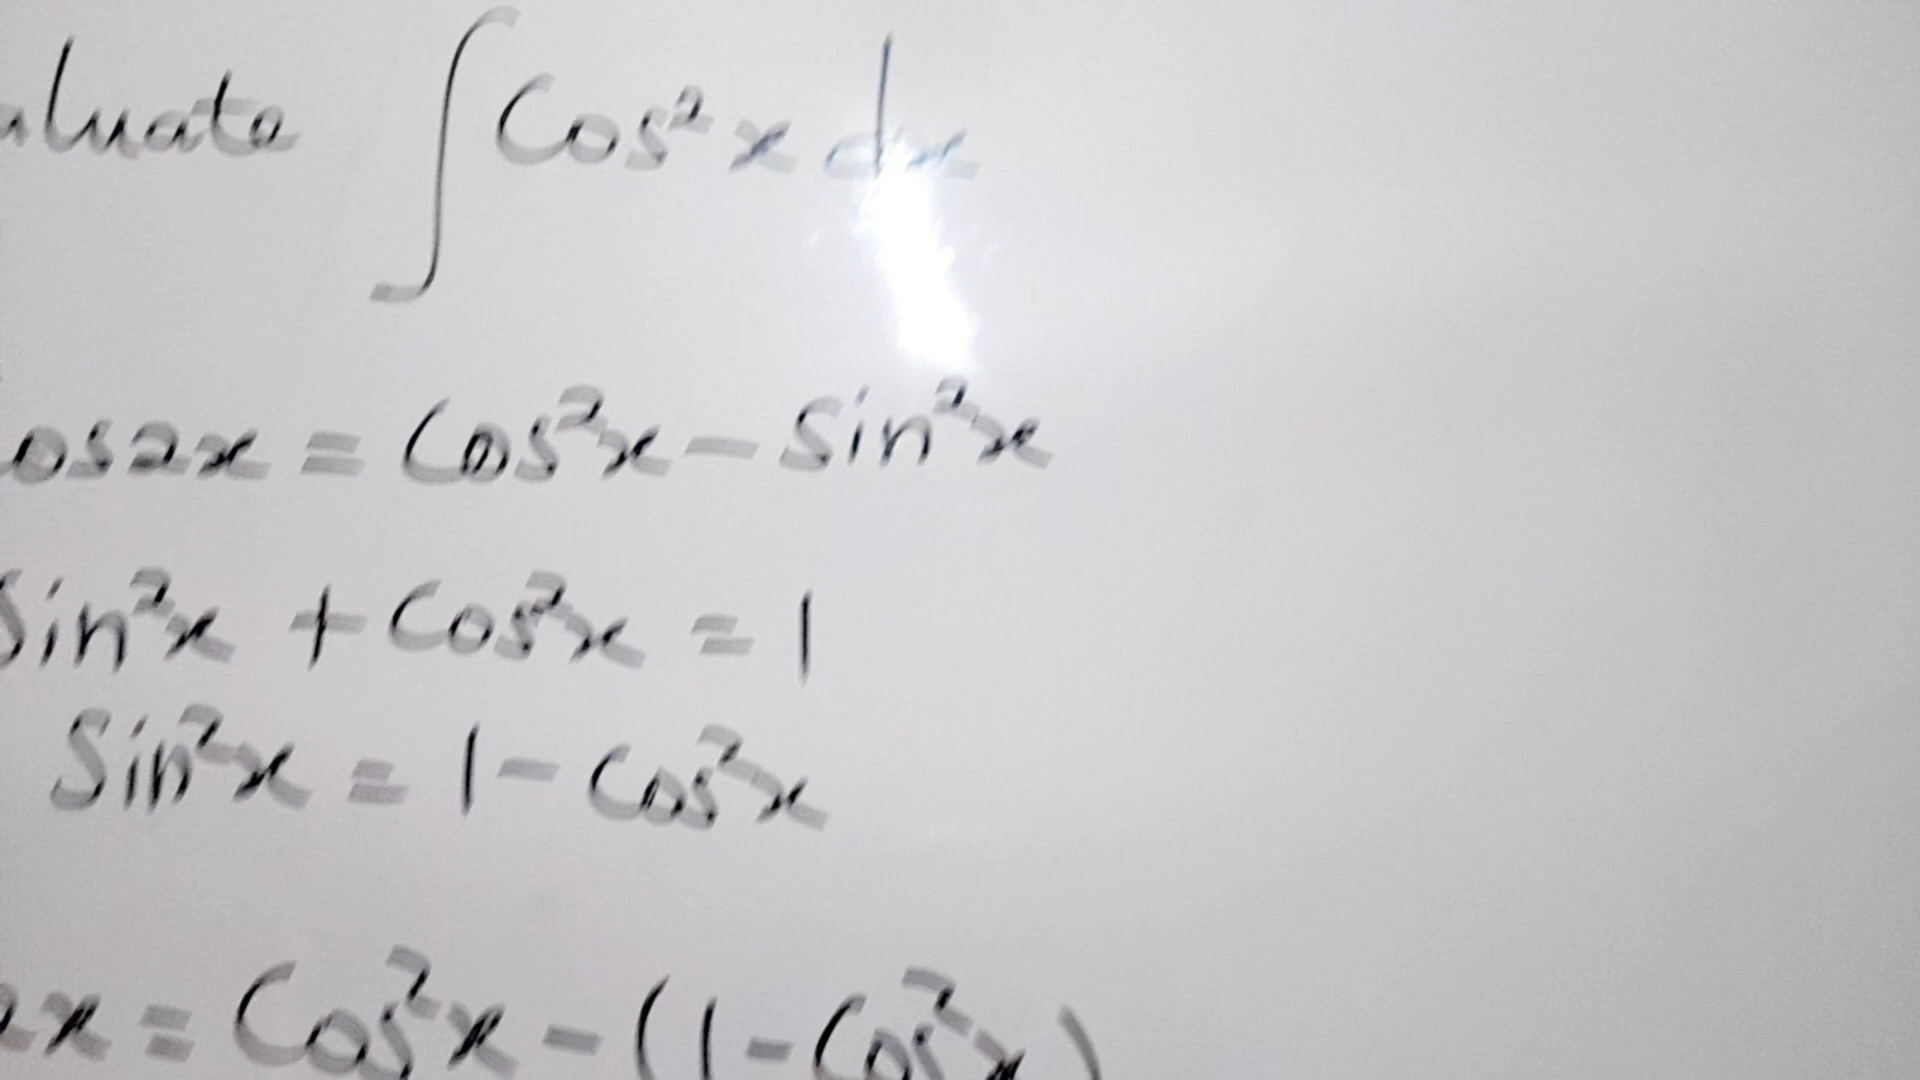 aluate ∫ Cos²x dx
os2x = Cos²x - Sin²x
Sin²x + Cos²x = 1
Sin²x = 1 - Cos²x
2x = Cos²x - (1 - Cos²x)